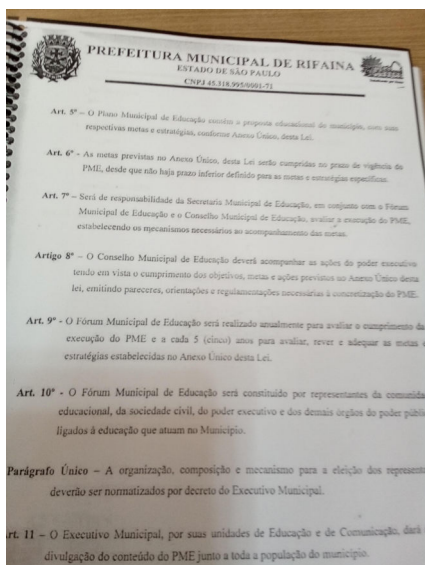 PREFEITURA MUNICIPAL DE RIFAINA
ESTADO DE SÃO PAULO
CNPJ 45.318.995/0001-71
Art. 5º – O Plano Municipal de Educação contém a proposta educacional do município, com suas
respectivas metas e estratégias, conforme Anexo Único, desta Lei.
Art. 6º - As metas previstas no Anexo Único, desta Lei serão cumpridas no prazo de vigência do
PME, desde que não haja prazo inferior definido para as metas e estratégias específicas.
Art. 7º – Será de responsabilidade da Secretaria Municipal de Educação, em conjunto com o Fórum
Municipal de Educação e o Conselho Municipal de Educação, avaliar a execução do PME,
estabelecendo os mecanismos necessários ao acompanhamento das metas.
Artigo 8º – O Conselho Municipal de Educação deverá acompanhar as ações do poder executivo
tendo em vista o cumprimento dos objetivos, metas e ações previstos no Anexo Único desta
lei, emitindo pareceres, orientações e regulamentações necessárias à concretização do PME.
Art. 9º - O Fórum Municipal de Educação será realizado anualmente para avaliar o cumprimento da
execução do PME e a cada 5 (cinco) anos para avaliar, rever e adequar as metas e
estratégias estabelecidas no Anexo Único desta Lei.
Art. 10º - O Fórum Municipal de Educação será constituído por representantes da comunida
educacional, da sociedade civil, do poder executivo e dos demais órgãos do poder públi
ligados à educação que atuam no Município.
Parágrafo Único – A organização, composição e mecanismo para a eleição dos represent
deverão ser normatizados por decreto do Executivo Municipal.
rt. 11 – O Executivo Municipal, por suas unidades de Educação e de Comunicação, dará
divulgação do conteúdo do PME junto a toda a população do município.